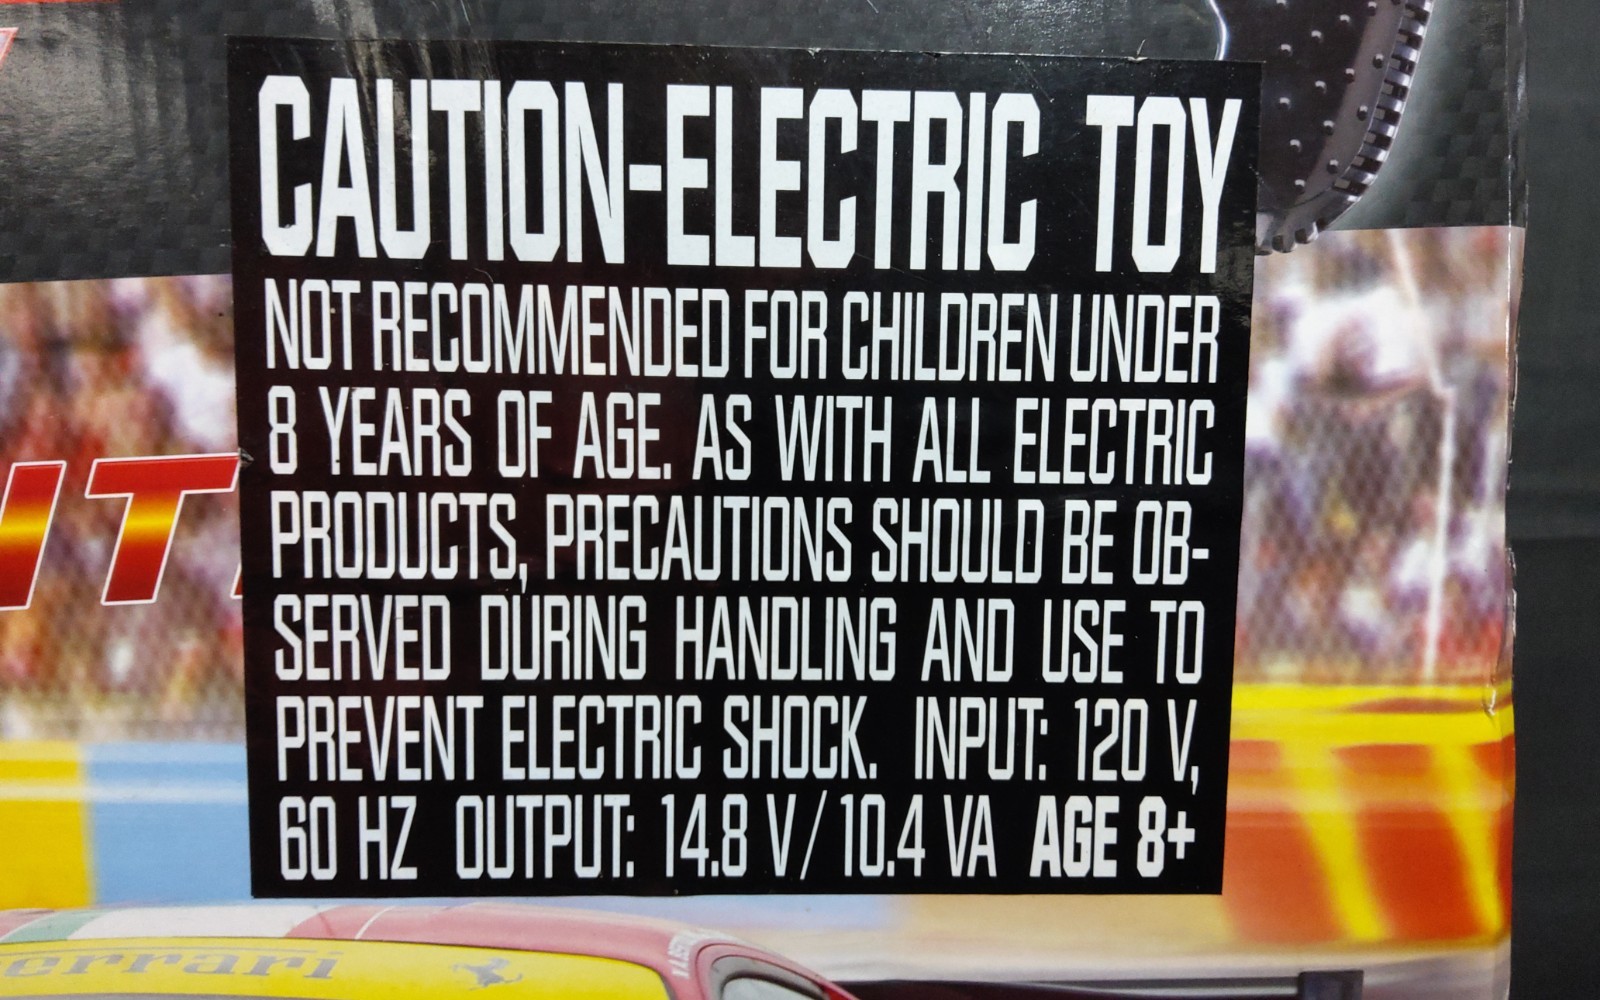 CAUTION-ELECTRIC TOY
NOT RECOMMENDED FOR CHILDREN UNDER
8 YEARS OF AGE. AS WITH ALL ELECTRIC
PRODUCTS, PRECAUTIONS SHOULD BE OB-
SERVED DURING HANDLING AND USE TO
PREVENT ELECTRIC SHOCK. INPUT: 120 V,
60 HZ OUTPUT: 14.8 V/10.4 VA AGE 8+
IT
errari